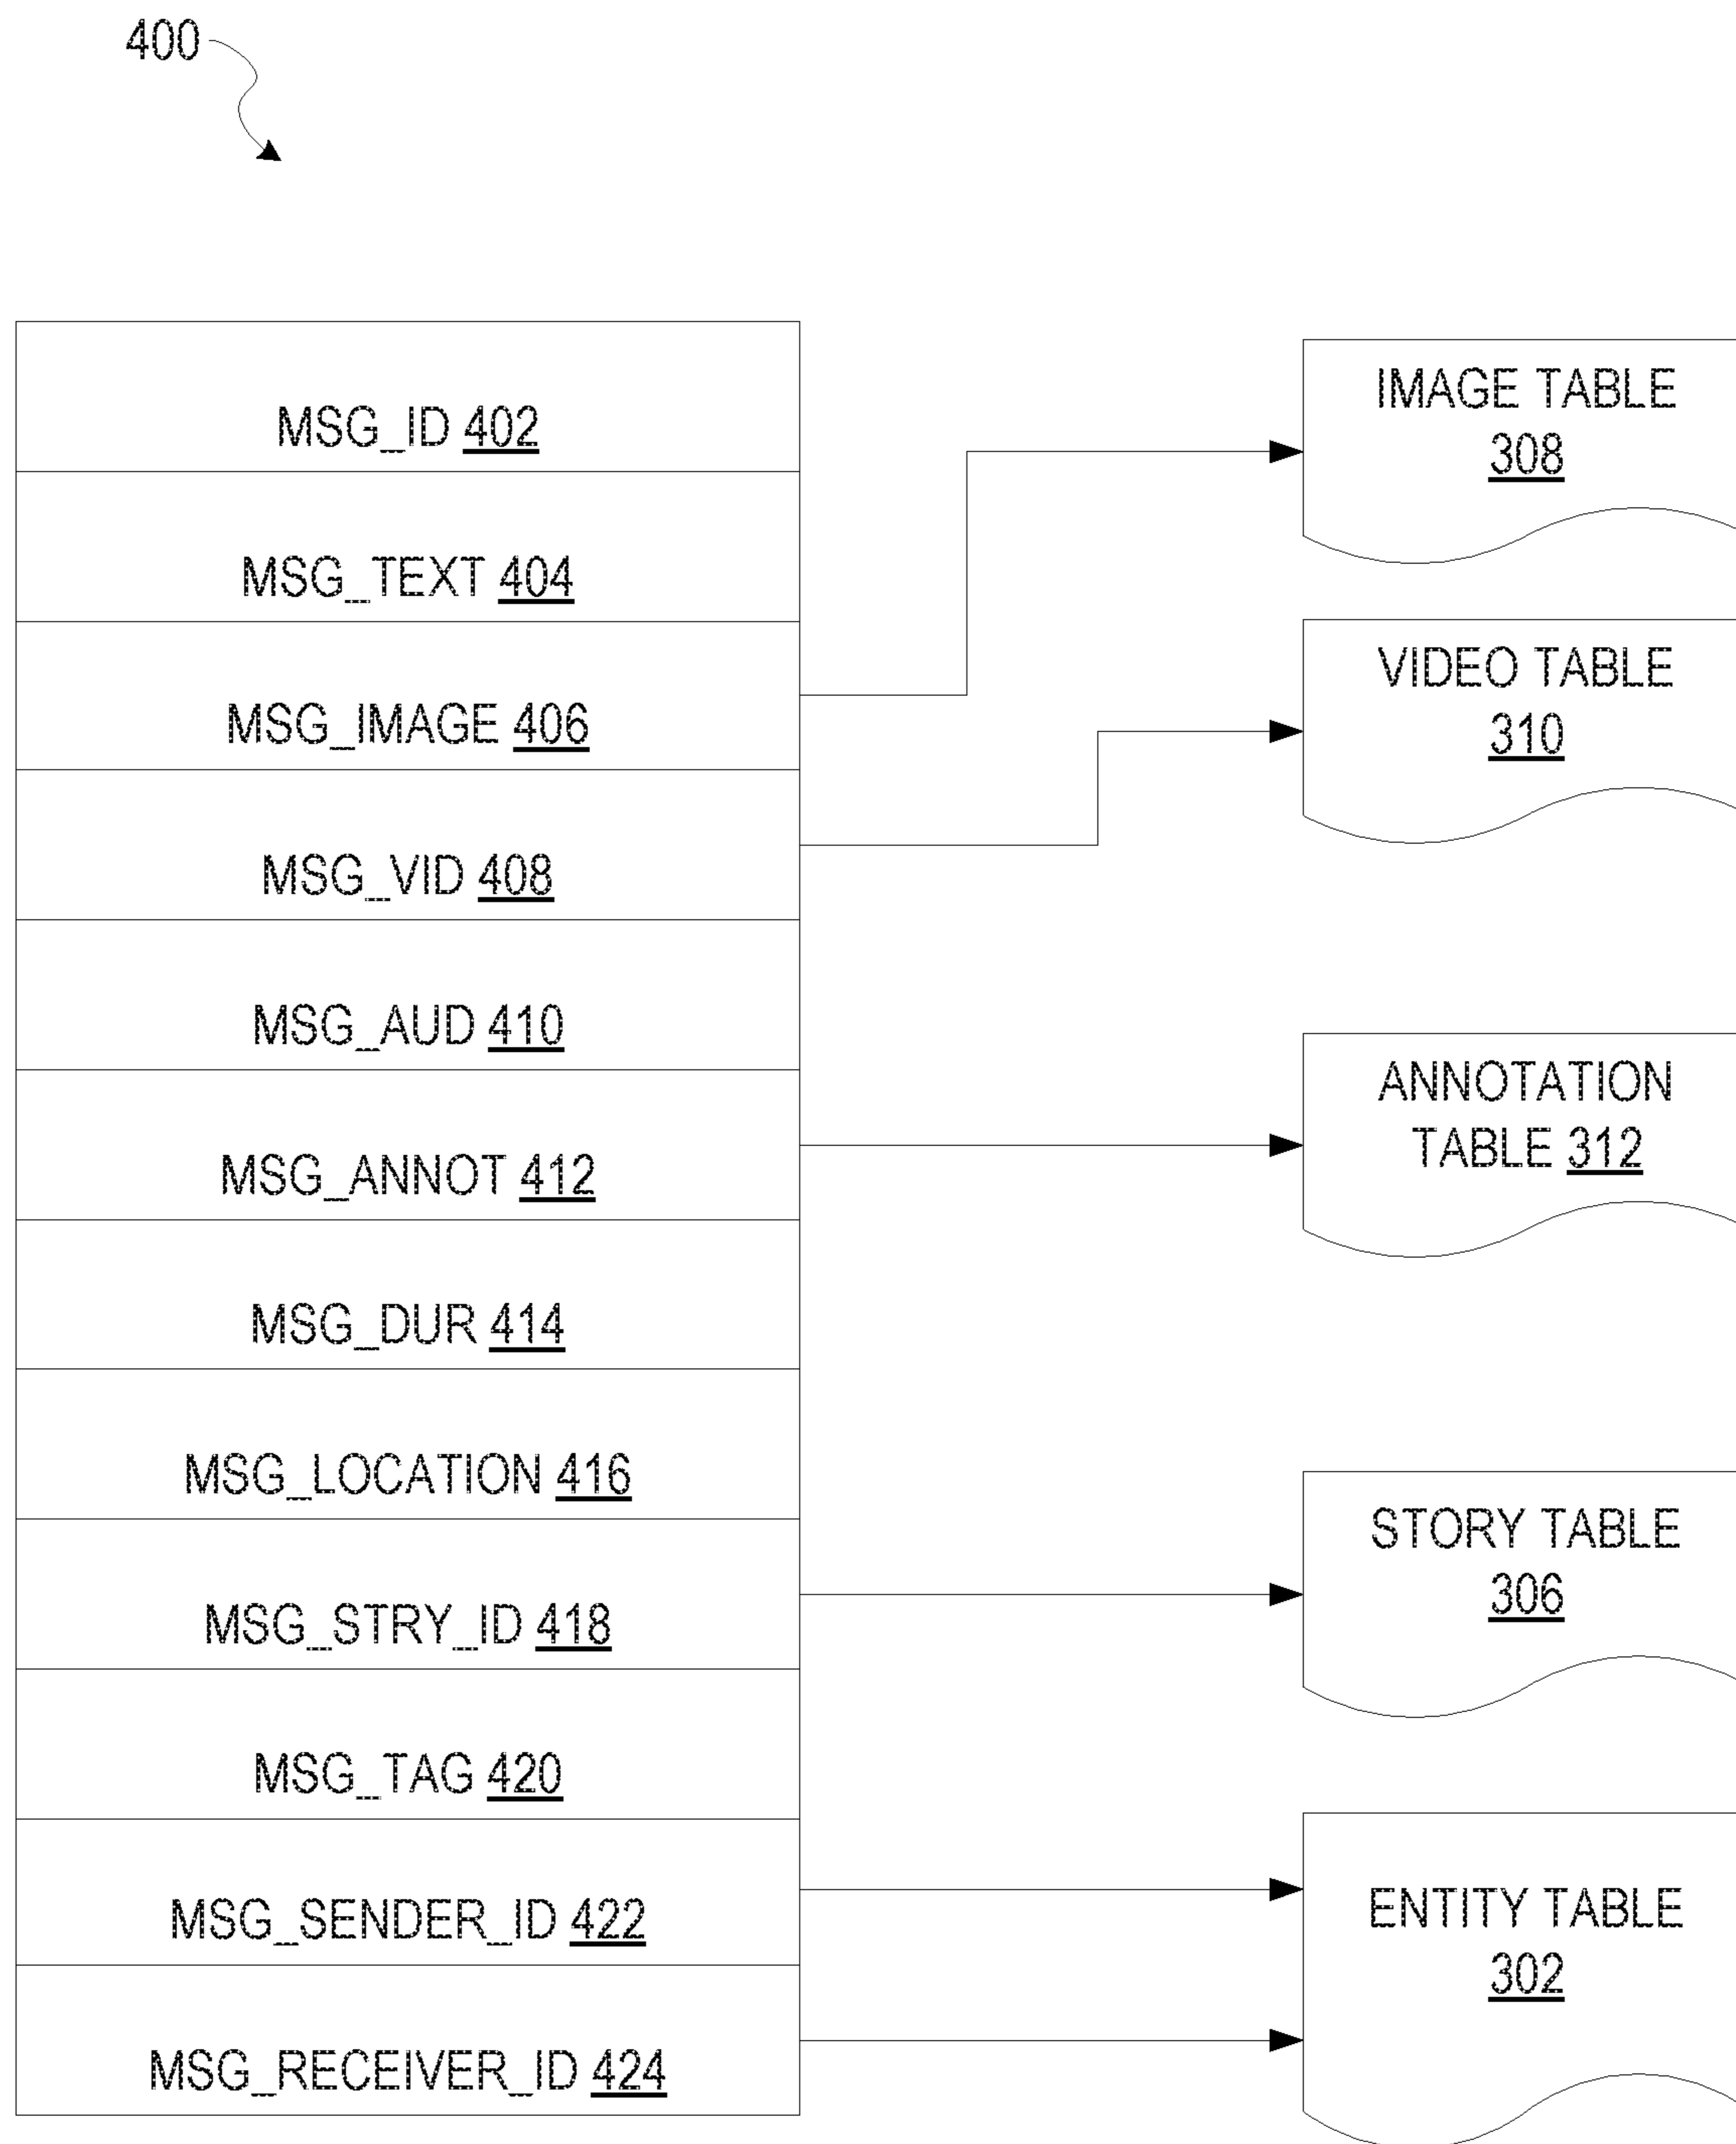 400
MSG_ID 402
MSG_TEXT 404
MSG_IMAGE 406
MSG_VID 408
MSG_AUD 410
MSG_ANNOT 412
MSG_DUR 414
MSG_LOCATION 416
MSG_STRY_ID 418
MSG_TAG 420
MSG_SENDER_ID 422
MSG_RECEIVER_ID 424
IMAGE TABLE
308
VIDEO TABLE
310
ANNOTATION
TABLE 312
STORY TABLE
306
ENTITY TABLE
302